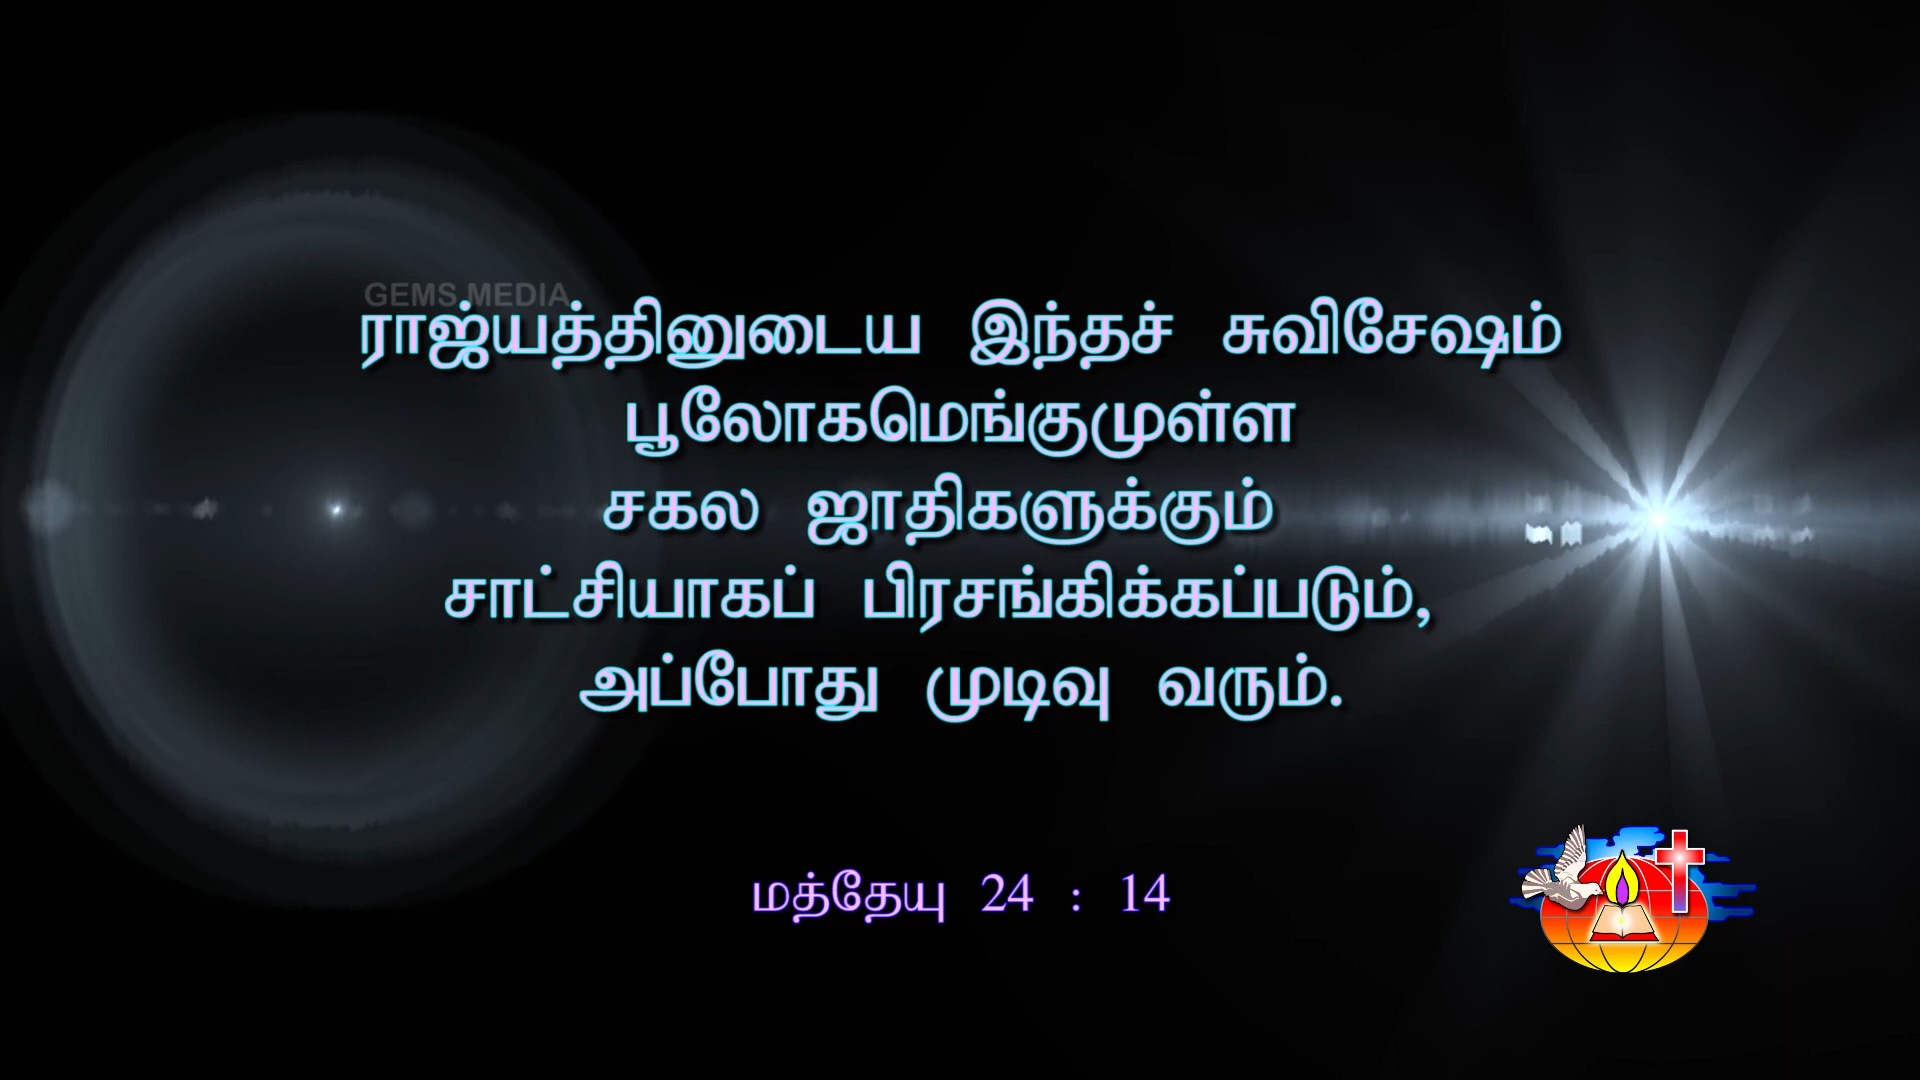 GEMS MEDIA
ராஜ்யத்தினுடைய இந்தச் சுவிசேஷம்
பூலோகமெங்குமுள்ள
சகல ஜாதிகளுக்கும்
சாட்சியாகப் பிரசங்கிக்கப்படும்,
அப்போது முடிவு வரும்.
மத்தேயு 24 : 14